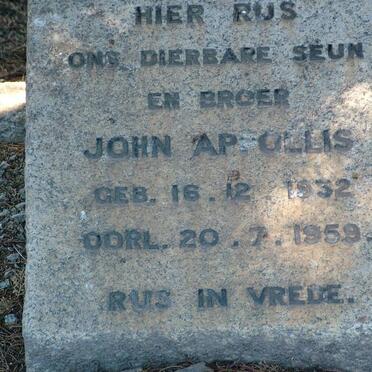 HIER RUS
ONS DIERBARE SEUN
EN BROER
JOHN APPOLLIS
GEB. 16.12.1932
OORL. 20.7.1959.
RUS IN VREDE.